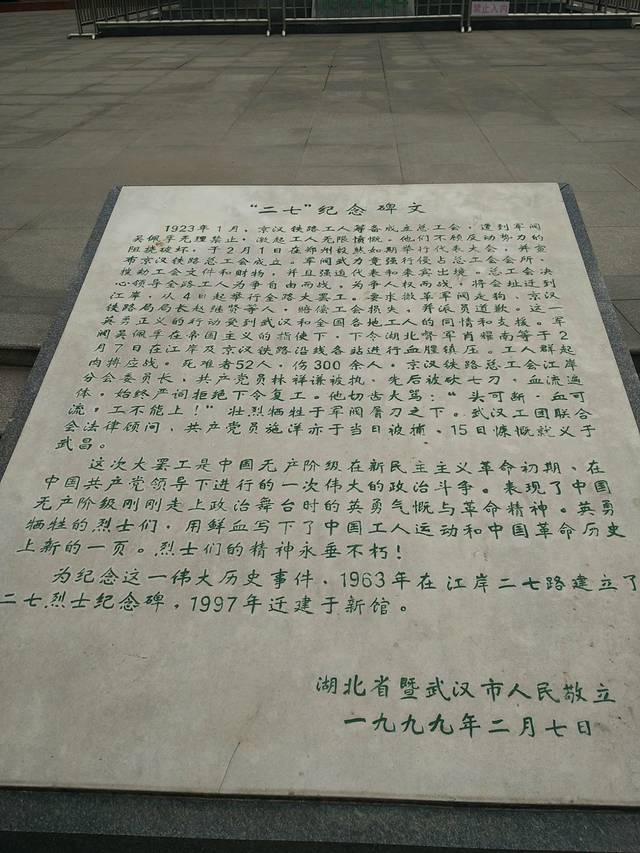 禁止入内
“二七”纪念碑文
1923年1月，京汉铁路工人筹备成立总工会，遭到军阀
吴佩孚无理禁止，激起工人无限愤慨。他们不顾反动势力的
阻挠破坏，于2月1日在郑州毅然如期举行代表大会，并宣
布京汉铁路总工会成立。军阀武力竟强行侵占总工会会所，
捣毁工会文件和财物，并且强迫代表和来宾出境。总工会决
心领导全路工人为争自由而战，为争人权而战，将会址迁到
江岸，从4日起举行全路大罢工。要求撤革军阀走狗、京汉
铁路局局长赵继贤等人，赔偿工会损失，并派员道歉。这一
英勇正义的行动受到武汉和全国各地工人的同情和支援。军
阀吴佩孚在帝国主义的指使下，下令湖北督军肖耀南等于2
月7日在江岸及京汉铁路沿线各站进行血腥镇压。工人群起
肉搏应战。死难者52人，伤300余人，京汉铁路总工会江岸
分会委员长、共产党员林祥谦被执，先后被砍七刀，血流遍
体，始终严词拒绝下令复工。他切齿大骂：“头可断，血可
流，工不能上！”壮烈牺牲于军阀屠刀之下。武汉工团联合
会法律顾问、共产党员施洋亦于当日被捕，15日慷慨就义于
武昌。
这次大罢工是中国无产阶级在新民主主义革命初期、在
中国共产党领导下进行的一次伟大的政治斗争。表现了中国
无产阶级刚刚走上政治舞台时的英勇气慨与革命精神。英勇
牺牲的烈士们，用鲜血写下了中国工人运动和中国革命历史
上新的一页。烈士们的精神永垂不朽！
为纪念这一伟大历史事件，1963年在江岸二七路建立了
二七烈士纪念碑，1997年迁建于新馆。
湖北省暨武汉市人民敬立
一九九九年二月七日